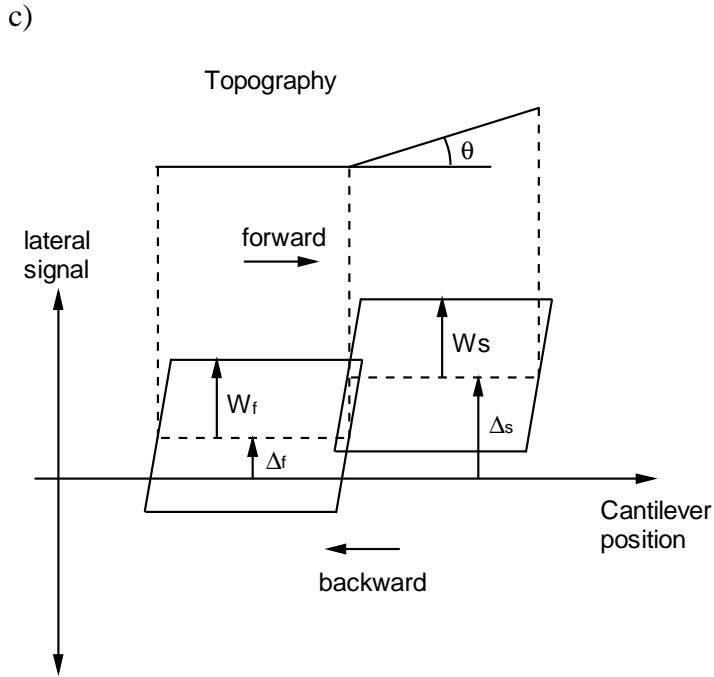 c)
Topography
θ
forward
lateral
signal
Ws
Wf
Δs
Δf
Cantilever
position
backward